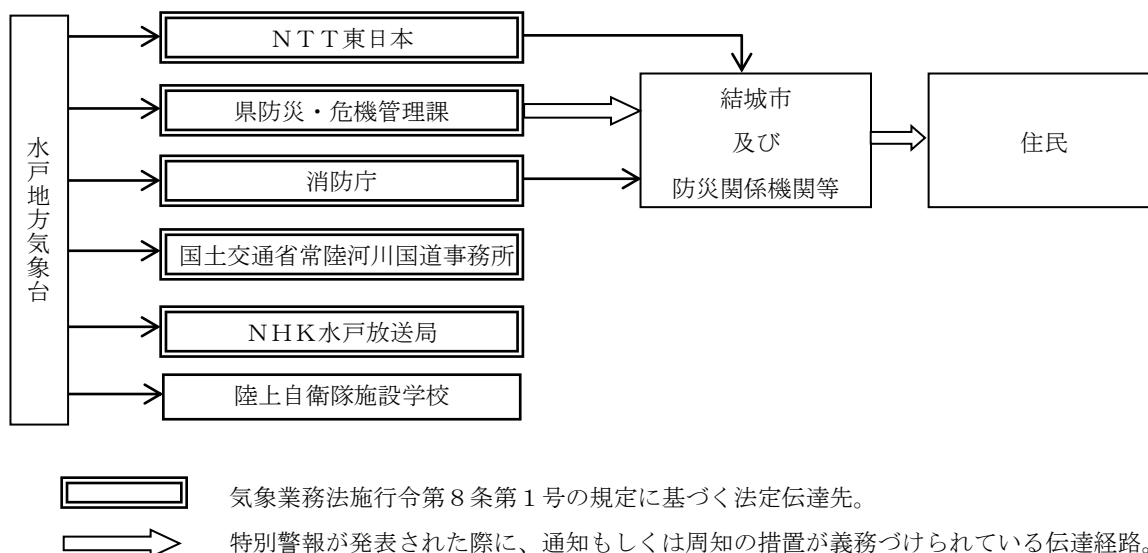 ＮＴＴ東日本
県防災・危機管理課
消防庁
国土交通省常陸河川国道事務所
ＮＨＫ水戸放送局
陸上自衛隊施設学校
水戸地方気象台
結城市
及び
防災関係機関等
住民
気象業務法施行令第８条第１号の規定に基づく法定伝達先。
特別警報が発表された際に、通知もしくは周知の措置が義務づけられている伝達経路